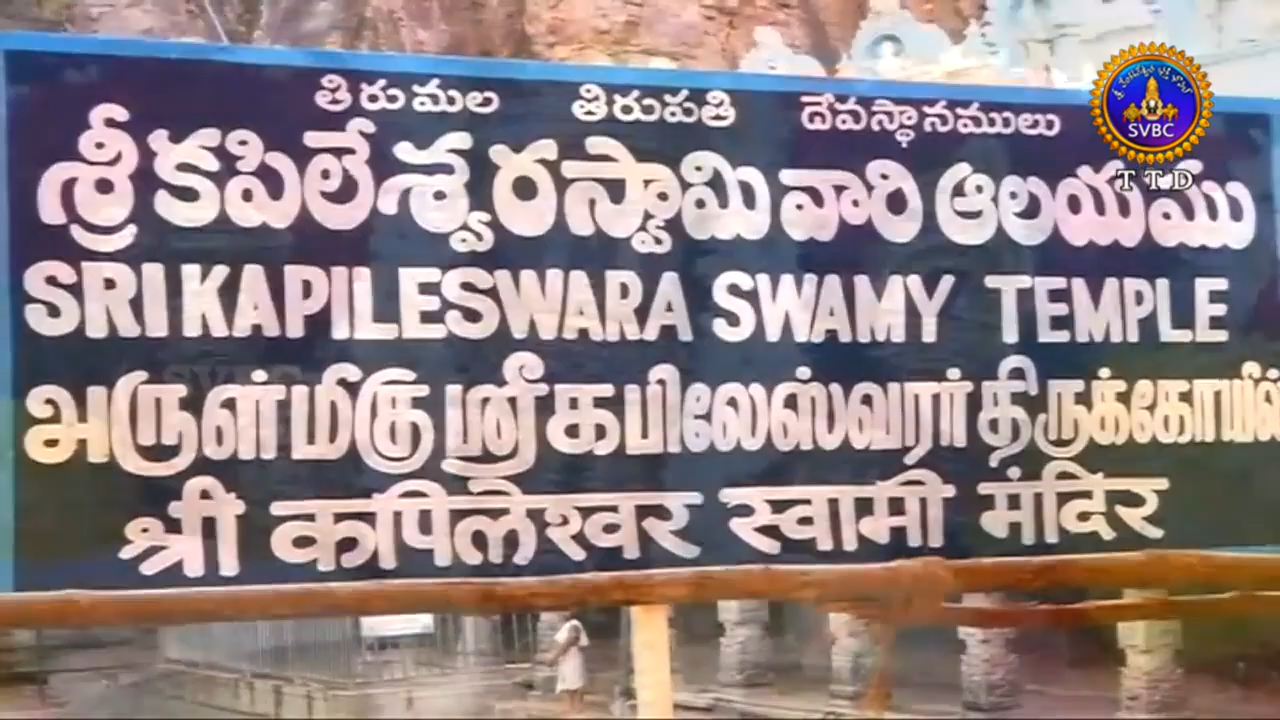 తిరుమల తిరుపతి దేవస్థానములు
శ్రీ కపిలేశ్వరస్వామి వారి ఆలయము
SRI KAPILESWARA SWAMY TEMPLE
அருள்மிகு ஸ்ரீ கபிலேஸ்வரர் திருக்கோயில்
श्री कपिलेश्वर स्वामी मंदिर
SVBC
TTD